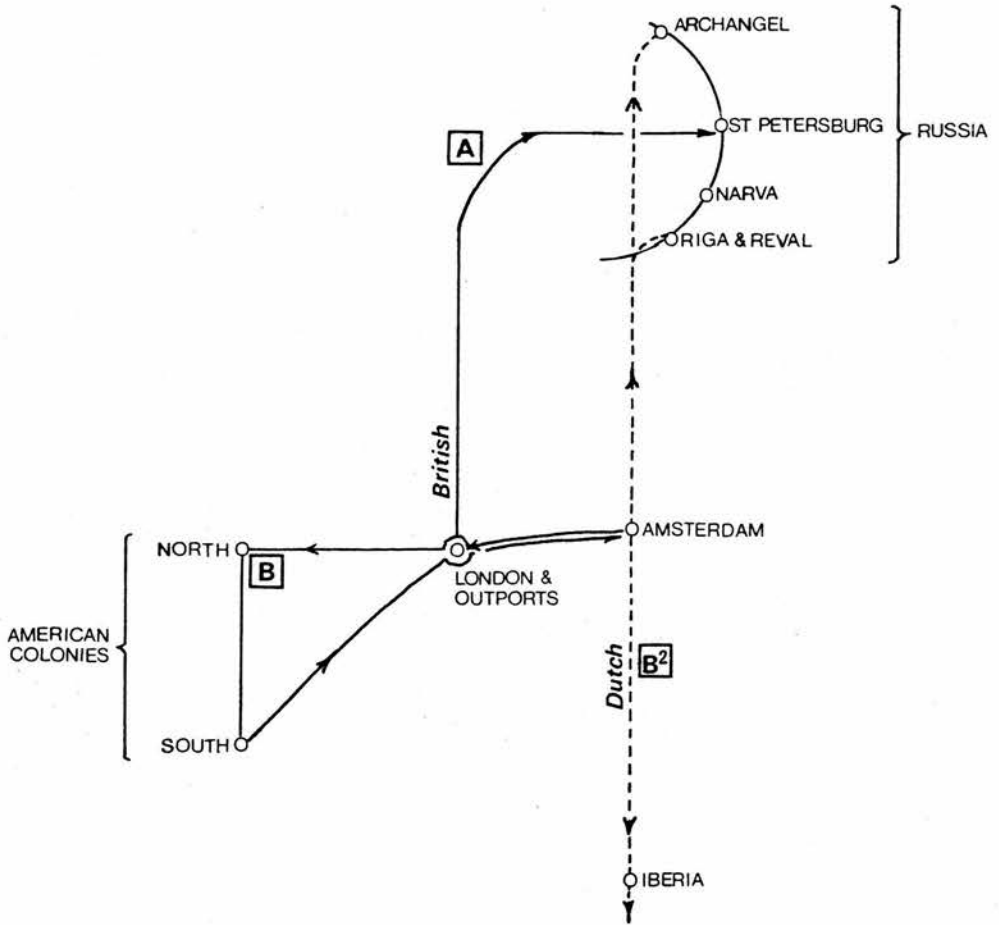 ARCHANGEL
ST PETERSBURG
RUSSIA
A
NARVA
RIGA & REVAL
British
AMSTERDAM
NORTH
B
LONDON &
OUTPORTS
AMERICAN
COLONIES
Dutch
B²
SOUTH
IBERIA